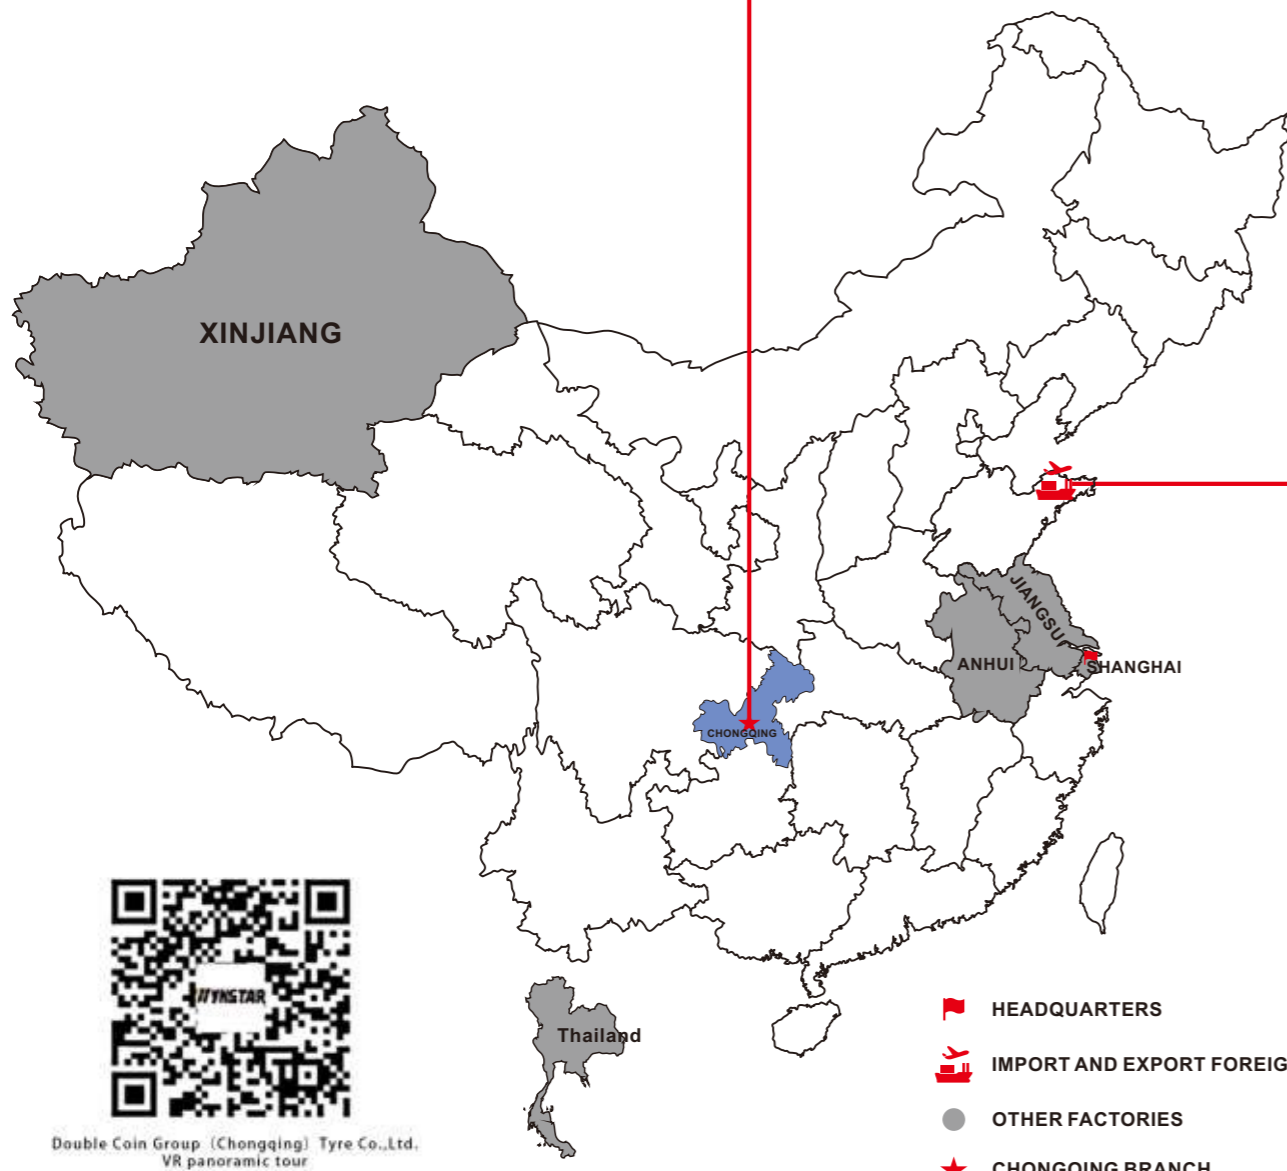 XINJIANG
JIANGSU
ANHUI
SHANGHAI
CHONGQING
Thailand
HEADQUARTERS
IMPORT AND EXPORT FOREIG
OTHER FACTORIES
CHONGQING BRANCH
Double Coin Group (Chongqing) Tyre Co.,Ltd.
VR panoramic tour